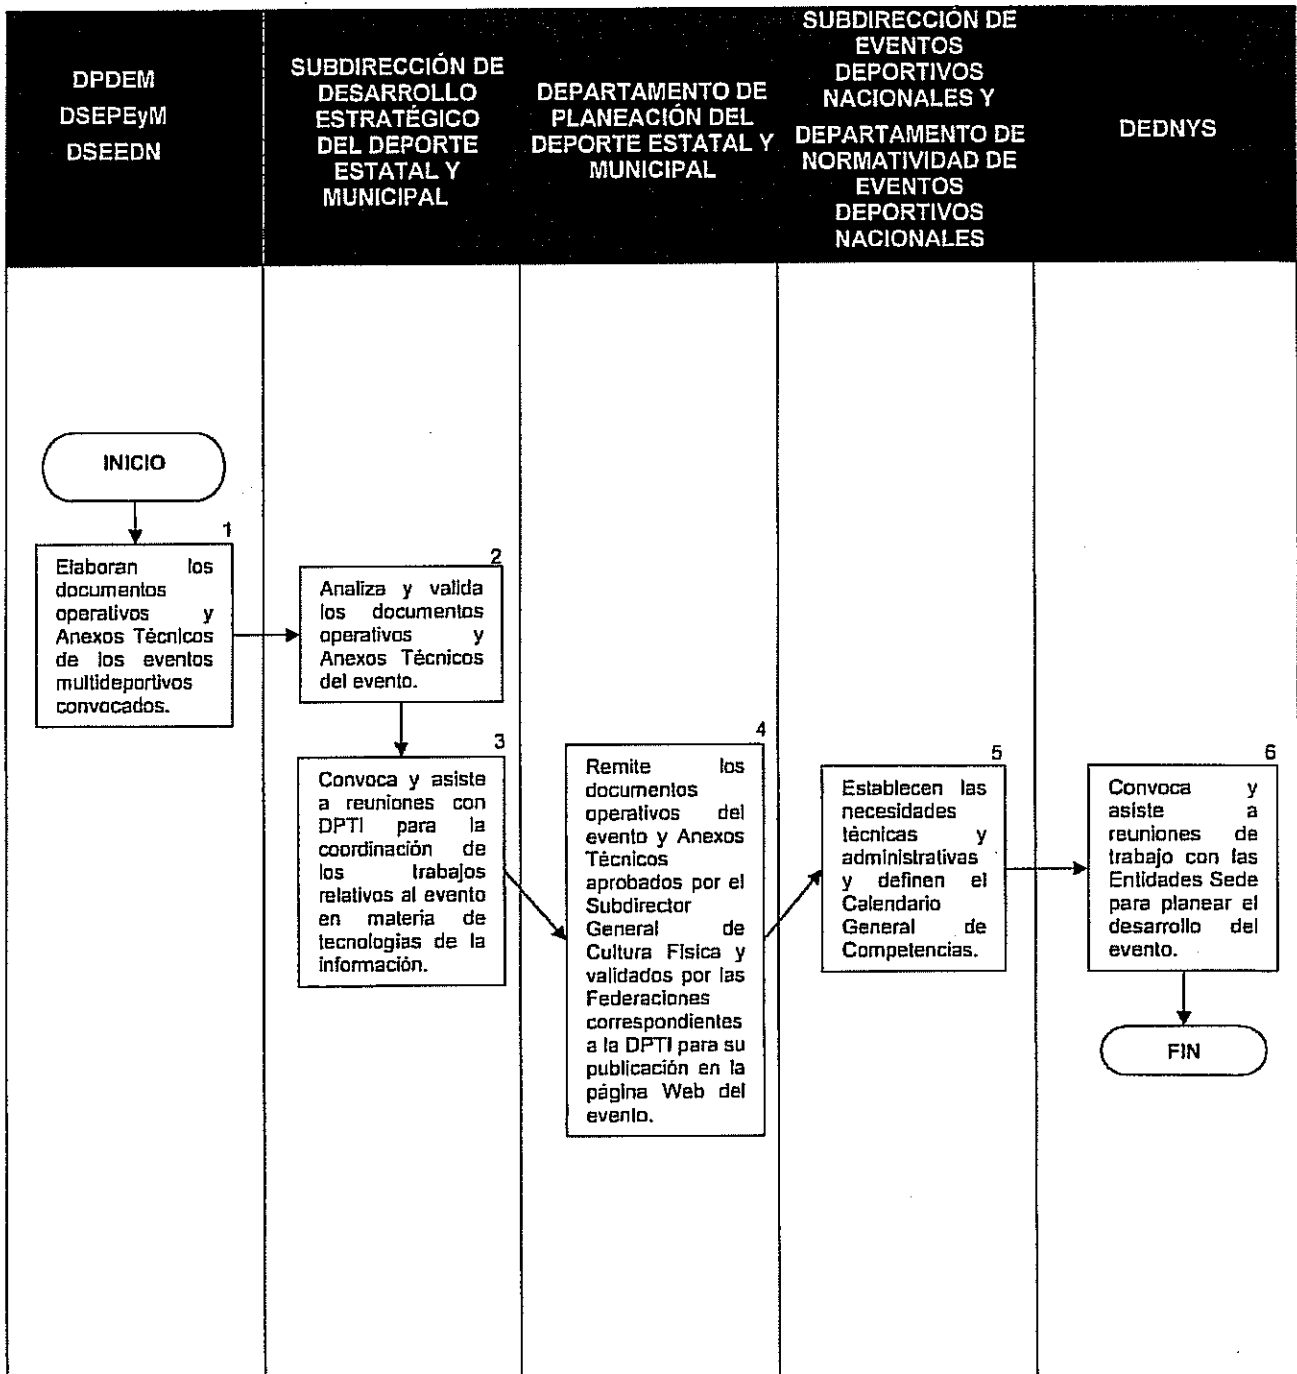 DPDEM
DSEPEyM
DSEEDN
SUBDIRECCIÓN DE
DESARROLLO
ESTRATÉGICO
DEL DEPORTE
ESTATAL Y
MUNICIPAL
DEPARTAMENTO DE
PLANEACIÓN DEL
DEPORTE ESTATAL Y
MUNICIPAL
SUBDIRECCIÓN DE
EVENTOS
DEPORTIVOS
NACIONALES Y
DEPARTAMENTO DE
NORMATIVIDAD DE
EVENTOS
DEPORTIVOS
NACIONALES
DEDNYS
INICIO
1
Elaboran los
documentos
operativos y
Anexos Técnicos
de los eventos
multideportivos
convocados.
2
Analiza y valida
los documentos
operativos y
Anexos Técnicos
del evento.
3
Convoca y asiste
a reuniones con
DPTI para la
coordinación de
los trabajos
relativos al evento
en materia de
tecnologías de la
información.
4
Remite los
documentos
operativos del
evento y Anexos
Técnicos
aprobados por el
Subdirector
General de
Cultura Física y
validados por las
Federaciones
correspondientes
a la DPTI para su
publicación en la
página Web del
evento.
5
Establecen las
necesidades
técnicas y
administrativas
y definen el
Calendario
General de
Competencias.
6
Convoca y
asiste a
reuniones de
trabajo con las
Entidades Sede
para planear el
desarrollo del
evento.
FIN